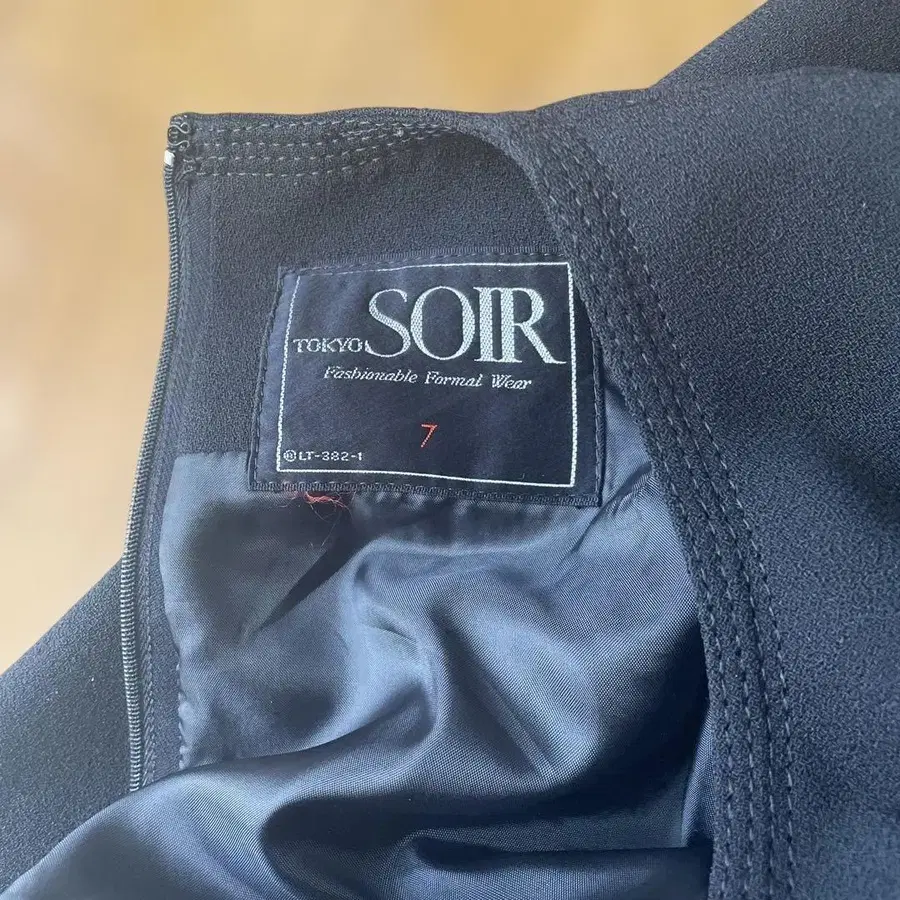 TOKYO SOIR
Fashionable Formal Wear
7
LT-382-1